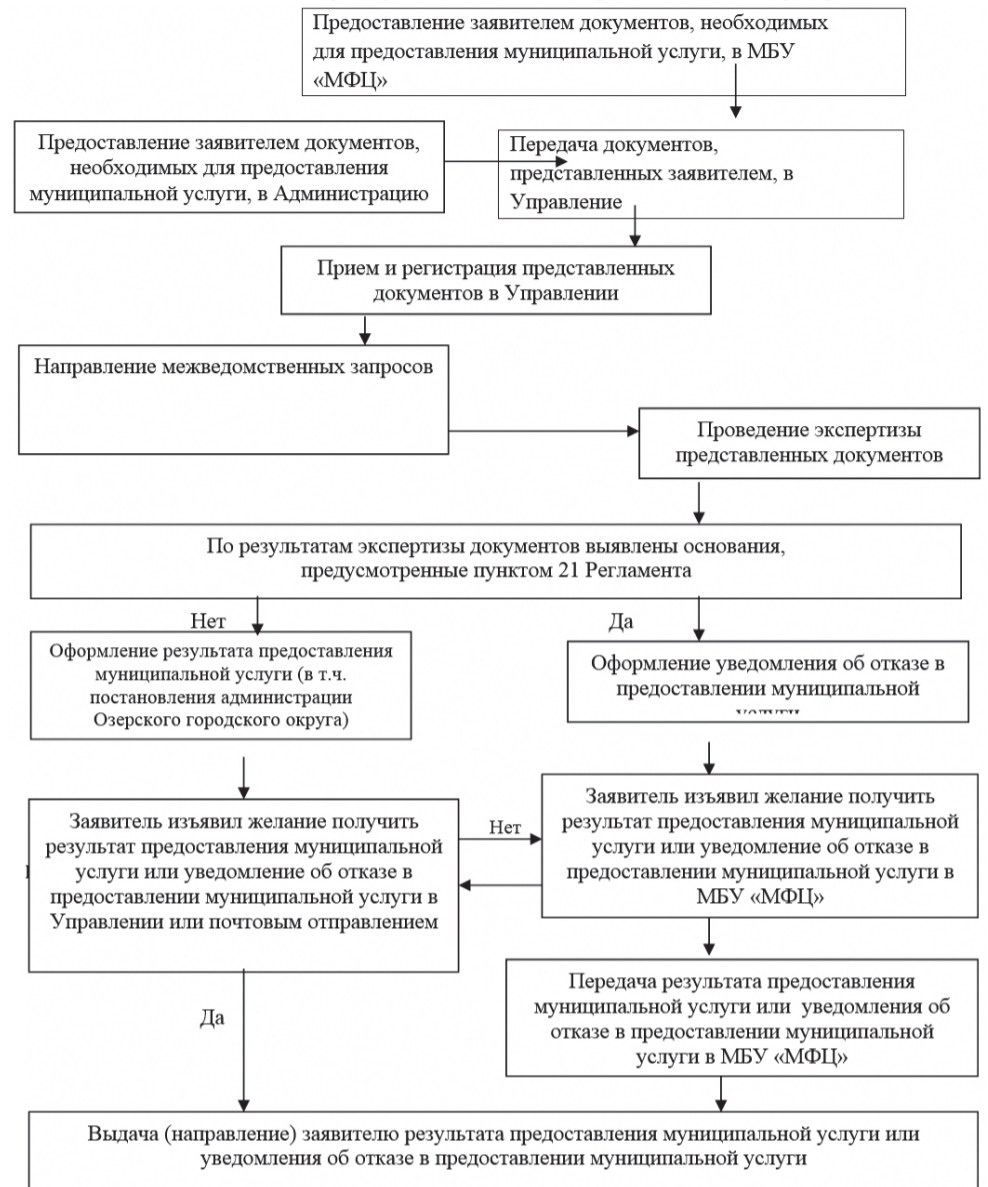 Предоставление заявителем документов, необходимых
для предоставления муниципальной услуги, в МБУ
«МФЦ»
Предоставление заявителем документов,
необходимых для предоставления
муниципальной услуги, в Администрацию
Передача документов,
представленных заявителем, в
Управление
Прием и регистрация представленных
документов в Управлении
Направление межведомственных запросов
Проведение экспертизы
представленных документов
По результатам экспертизы документов выявлены основания,
предусмотренные пунктом 21 Регламента
Нет
Да
Оформление результата предоставления
муниципальной услуги (в т.ч.
постановления администрации
Озерского городского округа)
Оформление уведомления об отказе в
предоставлении муниципальной
услуги
Заявитель изъявил желание получить
результат предоставления муниципальной
услуги или уведомление об отказе в
предоставлении муниципальной услуги в
Управлении или почтовым отправлением
Нет
Заявитель изъявил желание получить
результат предоставления муниципальной
услуги или уведомление об отказе в
предоставлении муниципальной услуги в
МБУ «МФЦ»
Передача результата предоставления
муниципальной услуги или уведомления об
отказе в предоставлении муниципальной
услуги в МБУ «МФЦ»
Да
Выдача (направление) заявителю результата предоставления муниципальной услуги или
уведомления об отказе в предоставлении муниципальной услуги